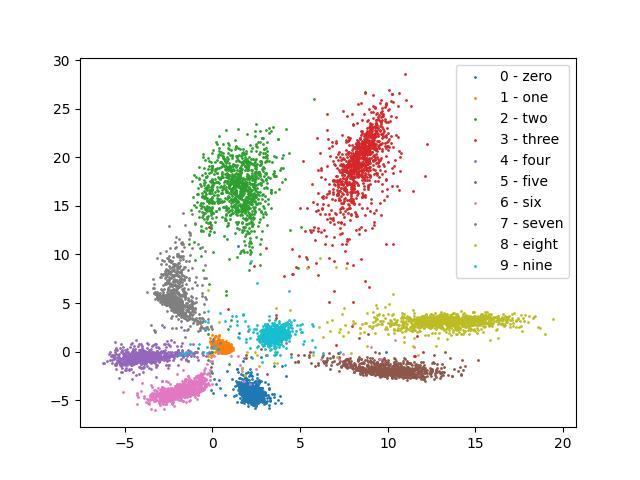 30
25
20
15
10
5
0
−5
−5
0
5
10
15
20
0 - zero
1 - one
2 - two
3 - three
4 - four
5 - five
6 - six
7 - seven
8 - eight
9 - nine